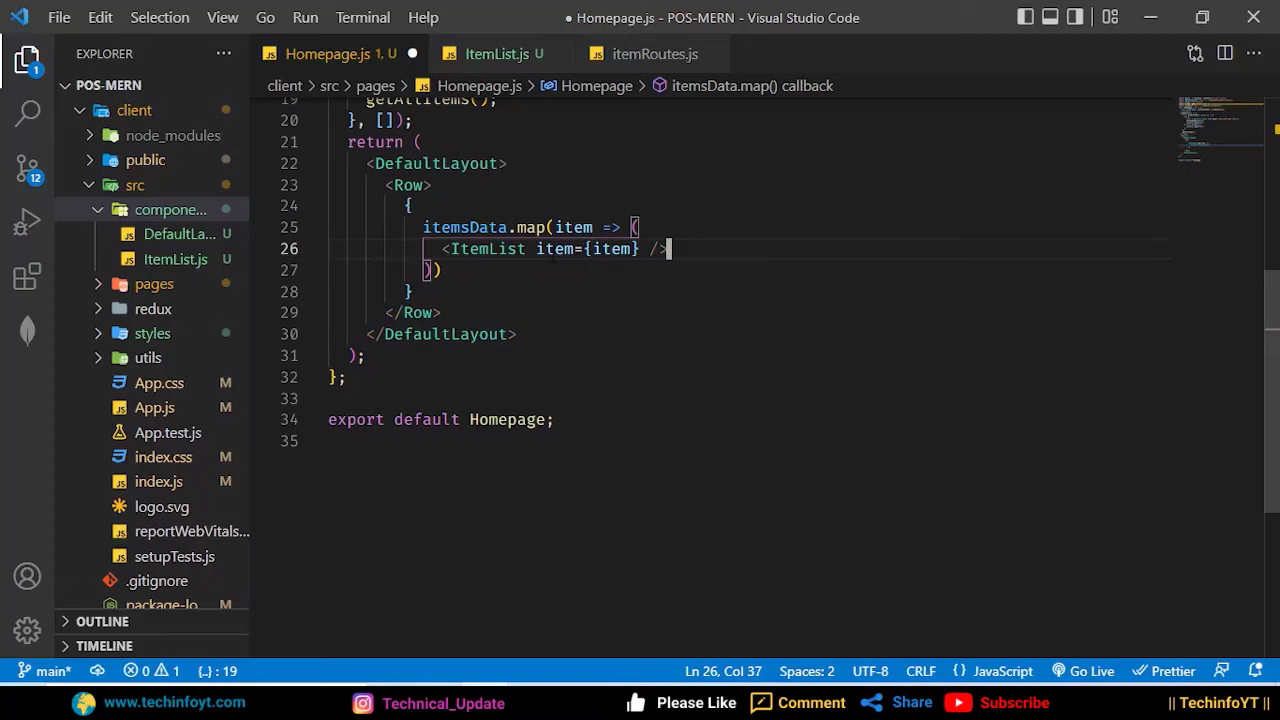 File Edit Selection View Go Run Terminal Help
● Homepage.js - POS-MERN - Visual Studio Code
EXPLORER ···
Homepage.js 1, U ●
ItemList.js U
itemRoutes.js
client > src > pages > Homepage.js > Homepage > itemsData.map() callback
1
12
POS-MERN
client
node_modules
public
src
compone...
DefaultLa...
ItemList.js
pages
redux
styles
utils
App.css M
App.js M
App.test.js
index.css M
index.js M
logo.svg
reportWebVitals...
setupTests.js
.gitignore
package-lo M
OUTLINE
TIMELINE
19 getAllItems();
20 }, []);
21 return (
22 <DefaultLayout>
23 <Row>
24 {
25 itemsData.map(item => (
26 <ItemList item={item} />
27 ))
28 }
29 </Row>
30 </DefaultLayout>
31 );
32 };
33
34 export default Homepage;
35
main* 0 1 {..} : 19 Ln 26, Col 37 Spaces: 2 UTF-8 CRLF {} JavaScript Go Live Prettier
www.techinfoyt.com Technical_Update Please Like Comment Share Subscribe || TechinfoYT ||